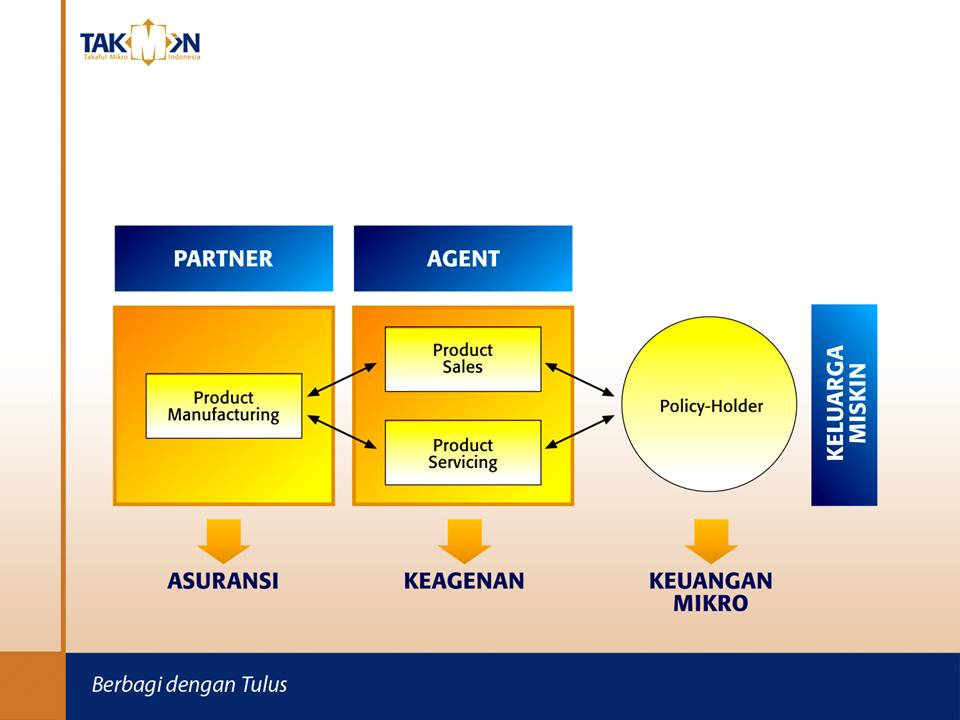 TAKMIN
Takaful Mikro Indonesia
PARTNER
AGENT
Product
Manufacturing
Product
Sales
Product
Servicing
Policy-Holder
KELUARGA
MISKIN
ASURANSI
KEAGENAN
KEUANGAN
MIKRO
Berbagi dengan Tulus